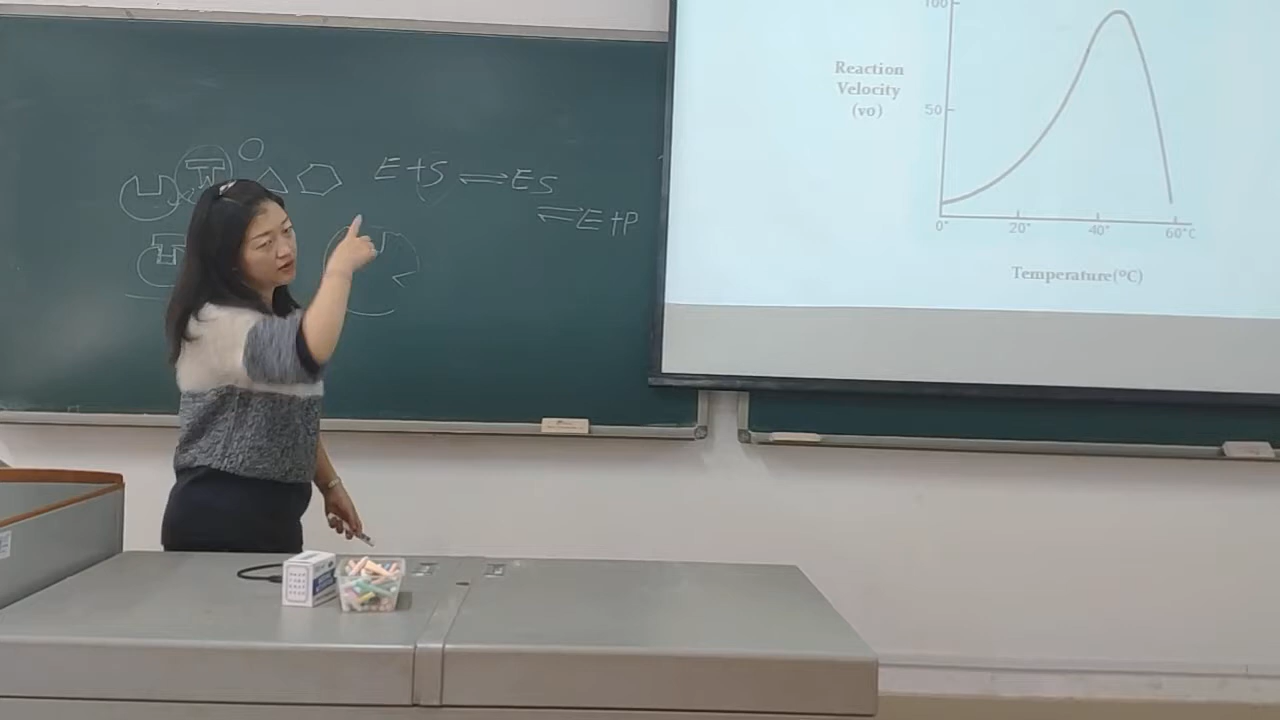 E+S ⇌ ES
⇌ E+P
100
Reaction
Velocity
(vo)
50
0° 20° 40° 60°C
Temperature(°C)